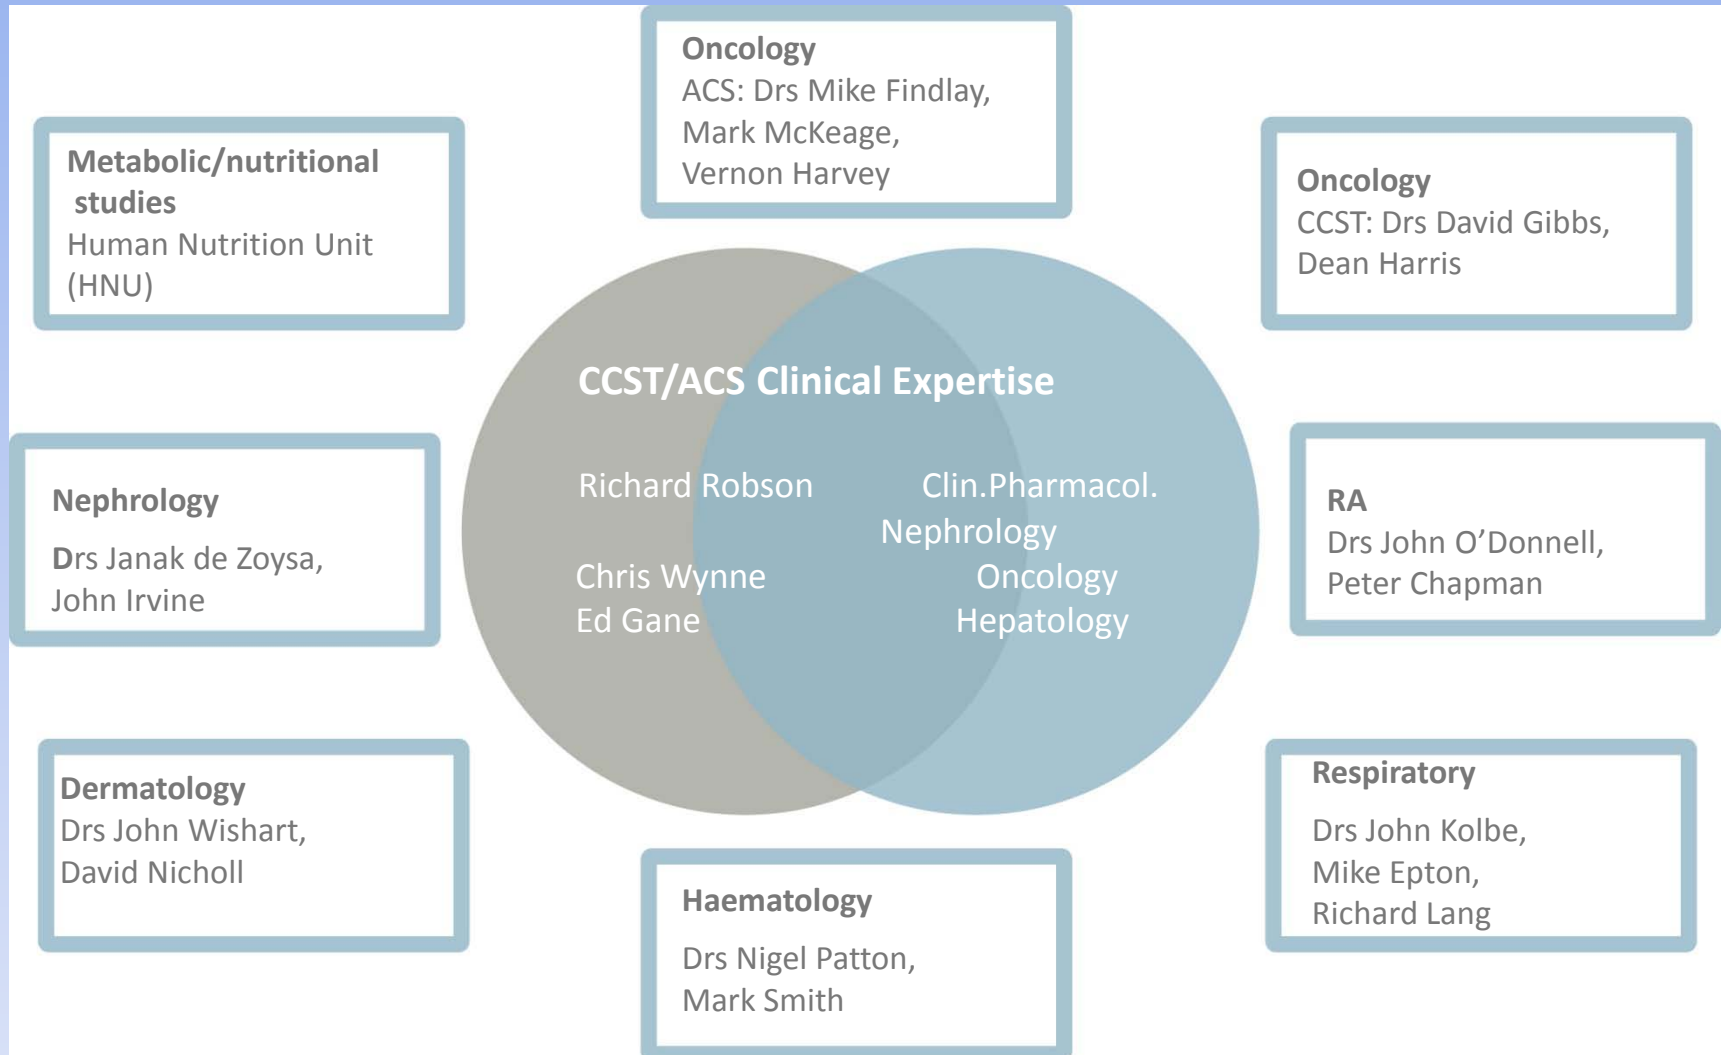 Oncology
ACS: Drs Mike Findlay,
Mark McKeage,
Vernon Harvey
Metabolic/nutritional
studies
Human Nutrition Unit
(HNU)
Oncology
CCST: Drs David Gibbs,
Dean Harris
CCST/ACS Clinical Expertise
Richard Robson Clin.Pharmacol.
Nephrology
Chris Wynne Oncology
Ed Gane Hepatology
Nephrology
Drs Janak de Zoysa,
John Irvine
RA
Drs John O’Donnell,
Peter Chapman
Dermatology
Drs John Wishart,
David Nicholl
Haematology
Drs Nigel Patton,
Mark Smith
Respiratory
Drs John Kolbe,
Mike Epton,
Richard Lang